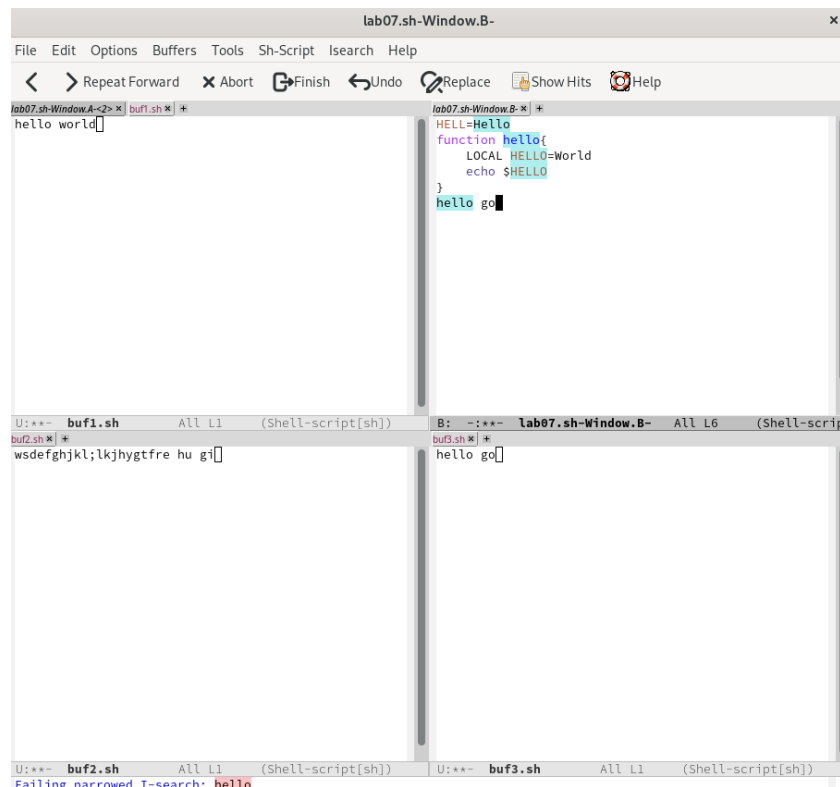 lab07.sh-Window.B-
File Edit Options Buffers Tools Sh-Script Isearch Help
Repeat Forward Abort Finish Undo Replace Show Hits Help
lab07.sh-Window.A-<2> buf1.sh
hello world
U:**- buf1.sh All L1 (Shell-script[sh])
lab07.sh-Window.B-
HELL=Hello
function hello{
LOCAL HELLO=World
echo $HELLO
}
hello go
B: -:**- lab07.sh-Window.B- All L6 (Shell-scrip
buf2.sh
wsdefghjkl;lkjhygtfre hu gi
U:**- buf2.sh All L1 (Shell-script[sh])
buf3.sh
hello go
U:**- buf3.sh All L1 (Shell-script[sh])
Failing narrowed I-search: hello